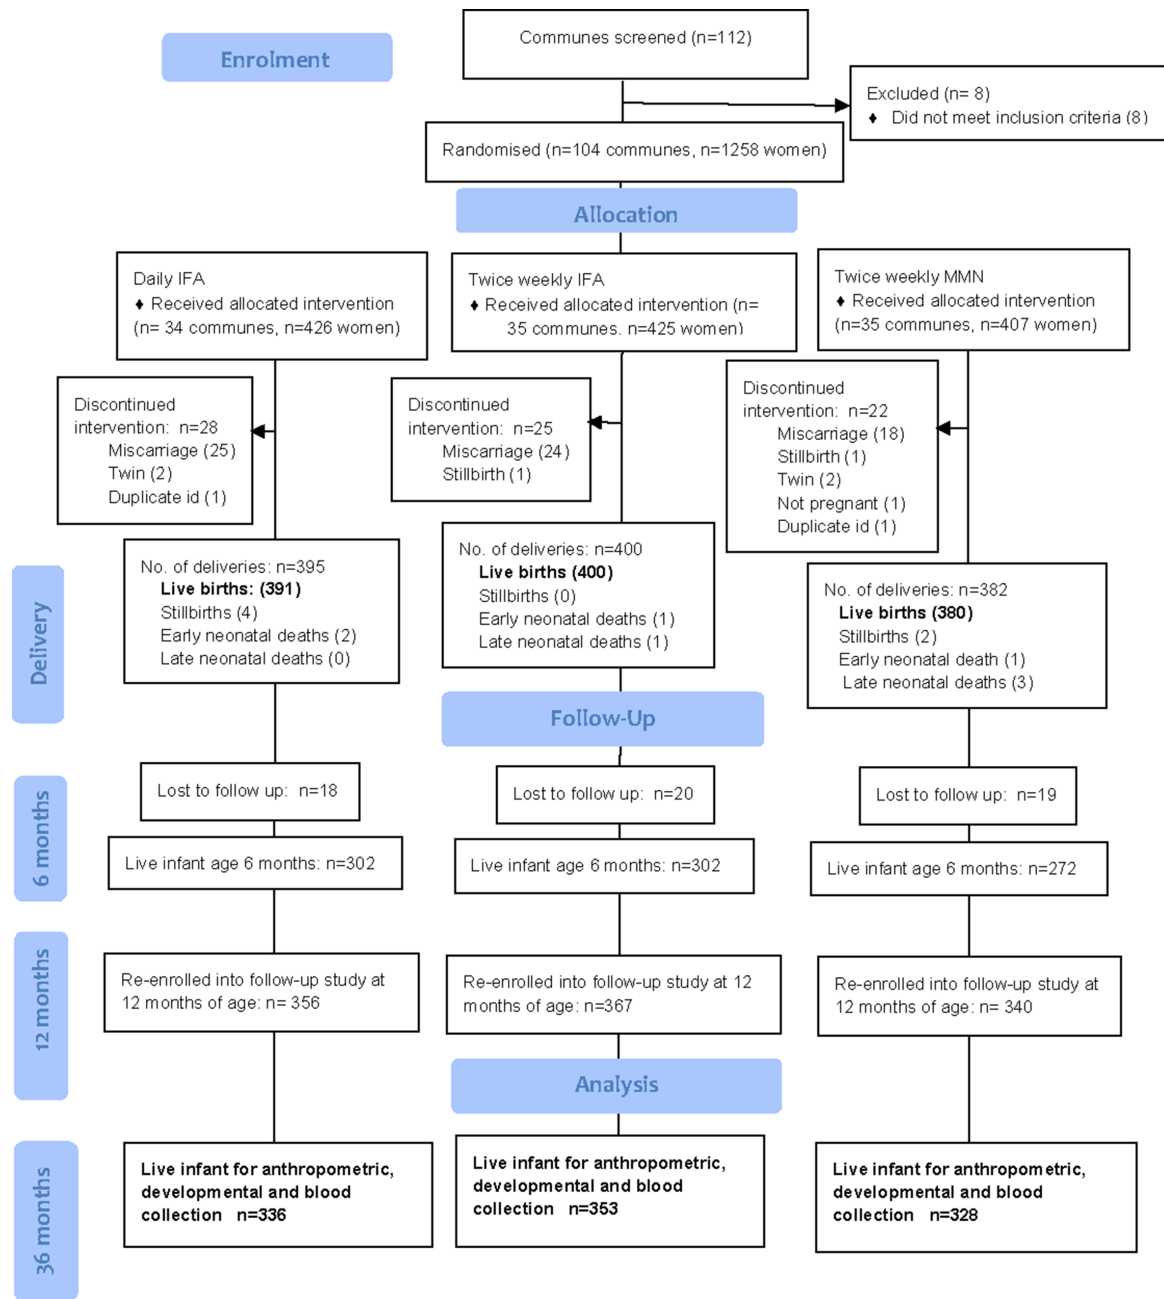 Communes screened (n=112)
Enrolment
Excluded (n= 8)
♦ Did not meet inclusion criteria (8)
Randomised (n=104 communes, n=1258 women)
Allocation
Daily IFA
♦ Received allocated intervention
(n= 34 communes, n=426 women)
Twice weekly IFA
♦ Received allocated intervention (n=
35 communes. n=425 women)
Twice weekly MMN
♦ Received allocated intervention
(n=35 communes, n=407 women)
Discontinued
intervention: n=28
Miscarriage (25)
Twin (2)
Duplicate id (1)
Discontinued
intervention: n=25
Miscarriage (24)
Stillbirth (1)
Discontinued
intervention: n=22
Miscarriage (18)
Stillbirth (1)
Twin (2)
Not pregnant (1)
Duplicate id (1)
Delivery
No. of deliveries: n=395
Live births: (391)
Stillbirths (4)
Early neonatal deaths (2)
Late neonatal deaths (0)
No. of deliveries: n=400
Live births (400)
Stillbirths (0)
Early neonatal deaths (1)
Late neonatal deaths (1)
No. of deliveries: n=382
Live births (380)
Stillbirths (2)
Early neonatal death (1)
Late neonatal deaths (3)
Follow-Up
6 months
Lost to follow up: n=18
Lost to follow up: n=20
Lost to follow up: n=19
Live infant age 6 months: n=302
Live infant age 6 months: n=302
Live infant age 6 months: n=272
12 months
Re-enrolled into follow-up study at
12 months of age: n= 356
Re-enrolled into follow-up study at 12
months of age: n=367
Re-enrolled into follow-up study at
12 months of age: n= 340
Analysis
36 months
Live infant for anthropometric,
developmental and blood
collection n=336
Live infant for anthropometric,
developmental and blood
collection n=353
Live infant for anthropometric,
developmental and blood
collection n=328